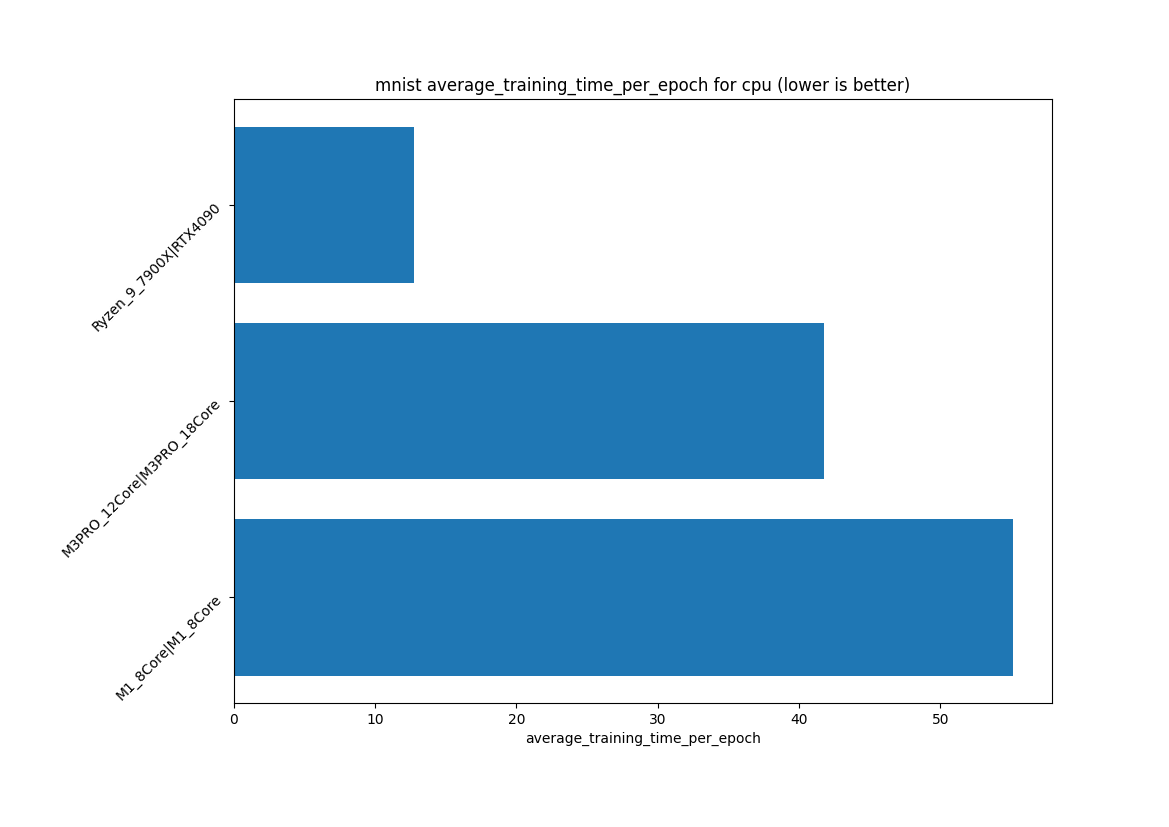 mnist average_training_time_per_epoch for cpu (lower is better)
Ryzen_9_7900X|RTX4090
M3PRO_12Core|M3PRO_18Core
M1_8Core|M1_8Core
0 10 20 30 40 50
average_training_time_per_epoch